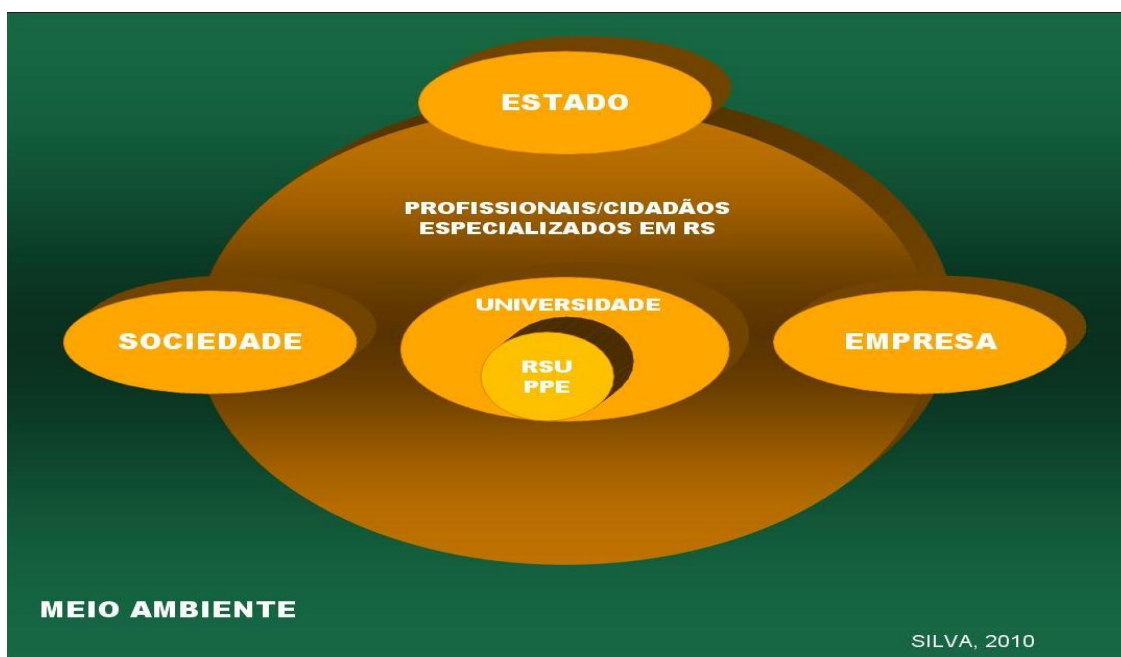 ESTADO
PROFISSIONAIS/CIDADÃOS
ESPECIALIZADOS EM RS
SOCIEDADE
UNIVERSIDADE
RSU
PPE
EMPRESA
MEIO AMBIENTE
SILVA, 2010